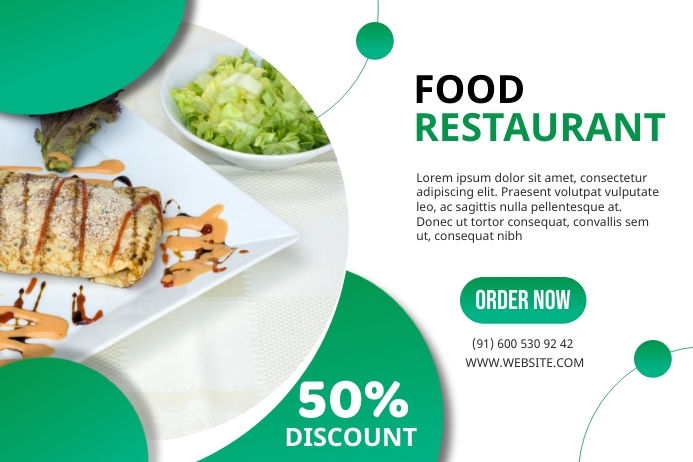 FOOD
RESTAURANT
Lorem ipsum dolor sit amet, consectetur
adipiscing elit. Praesent volutpat vulputate
leo, ac sagittis nulla pellentesque at.
Donec ut tortor consequat, convallis sem
ut, consequat nibh
ORDER NOW
(91) 600 530 92 42
WWW.WEBSITE.COM
50%
DISCOUNT